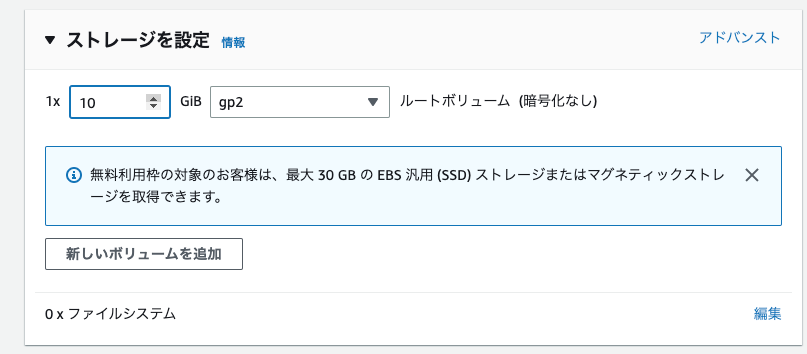 ▼ ストレージを設定 情報 アドバンスト
1x 10 GiB gp2 ルートボリューム (暗号化なし)
無料利用枠の対象のお客様は、最大 30 GB の EBS 汎用 (SSD) ストレージまたはマグネティックストレ
ージを取得できます。
新しいボリュームを追加
0 x ファイルシステム 編集